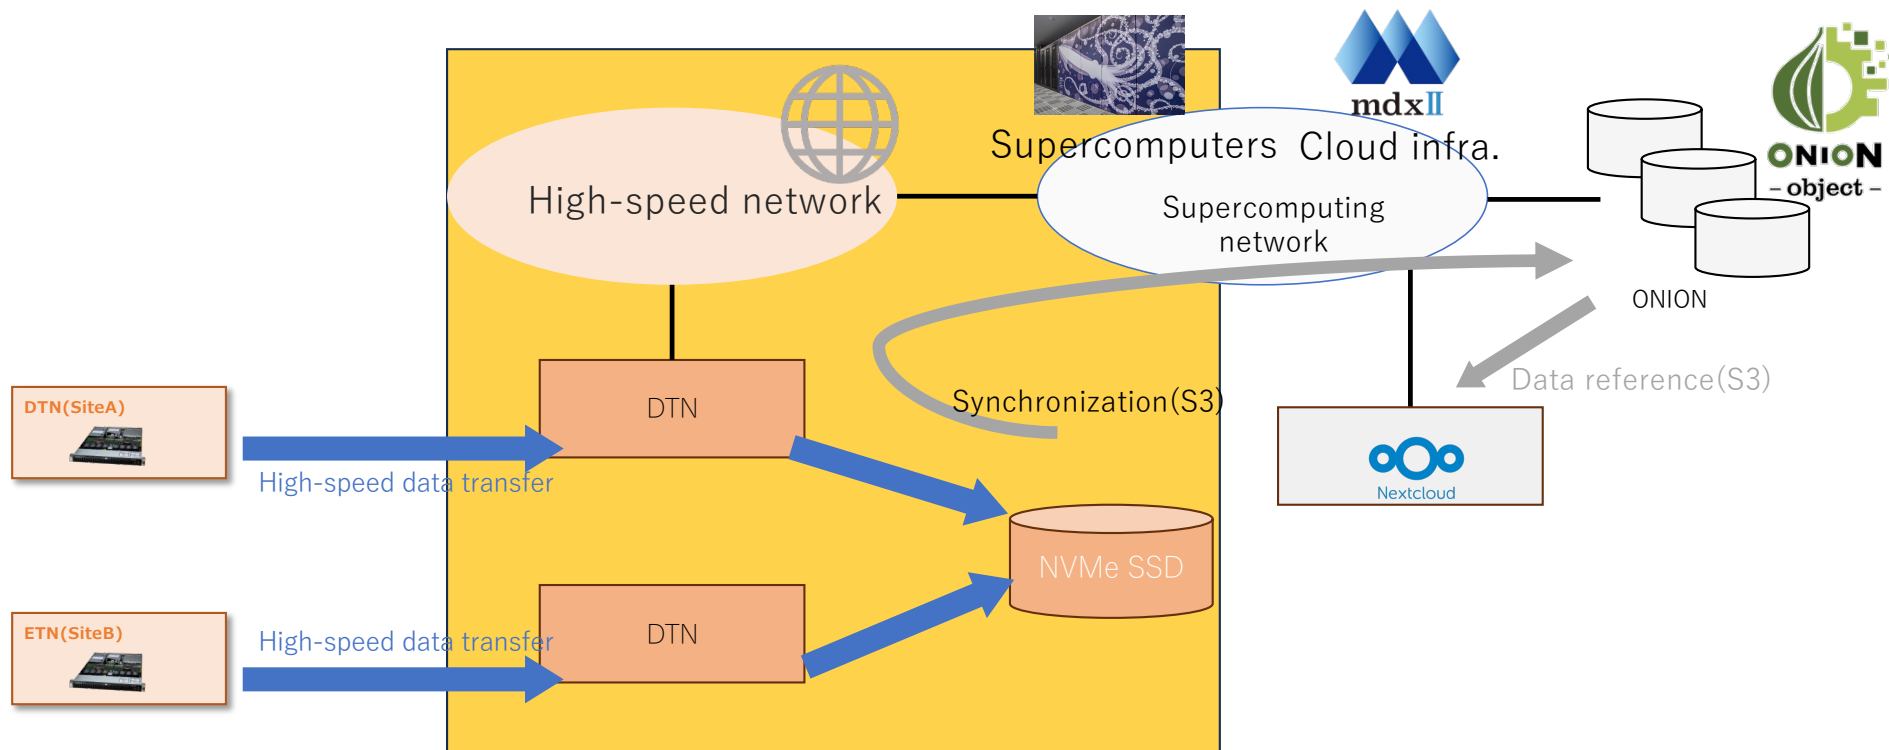 mdxⅡ
Supercomputers
Cloud infra.
ONION
– object –
High-speed network
Supercomputing
network
ONION
DTN(SiteA)
DTN
Synchronization(S3)
Data reference(S3)
High-speed data transfer
Nextcloud
NVMe SSD
ETN(SiteB)
High-speed data transfer
DTN